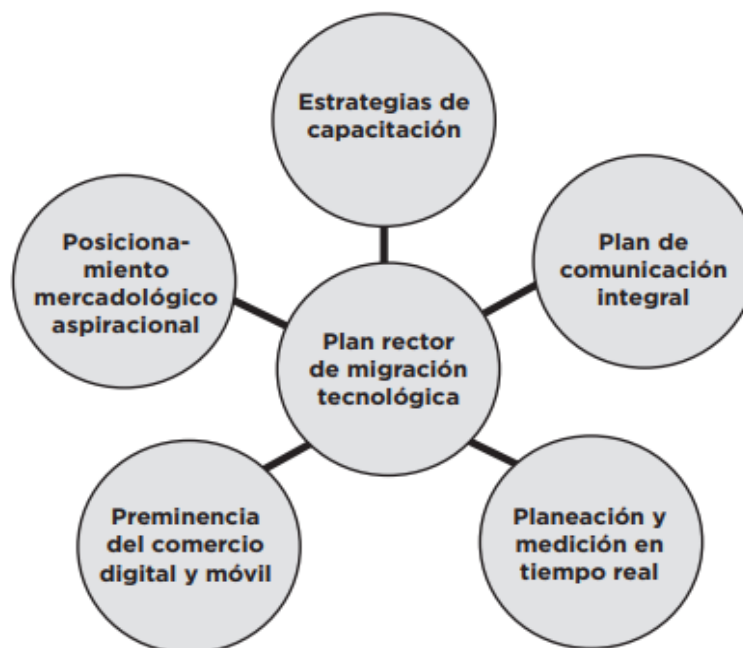 Estrategias de
capacitación
Posiciona-
miento
mercadológico
aspiracional
Plan de
comunicación
integral
Plan rector
de migración
tecnológica
Preminencia
del comercio
digital y móvil
Planeación y
medición en
tiempo real